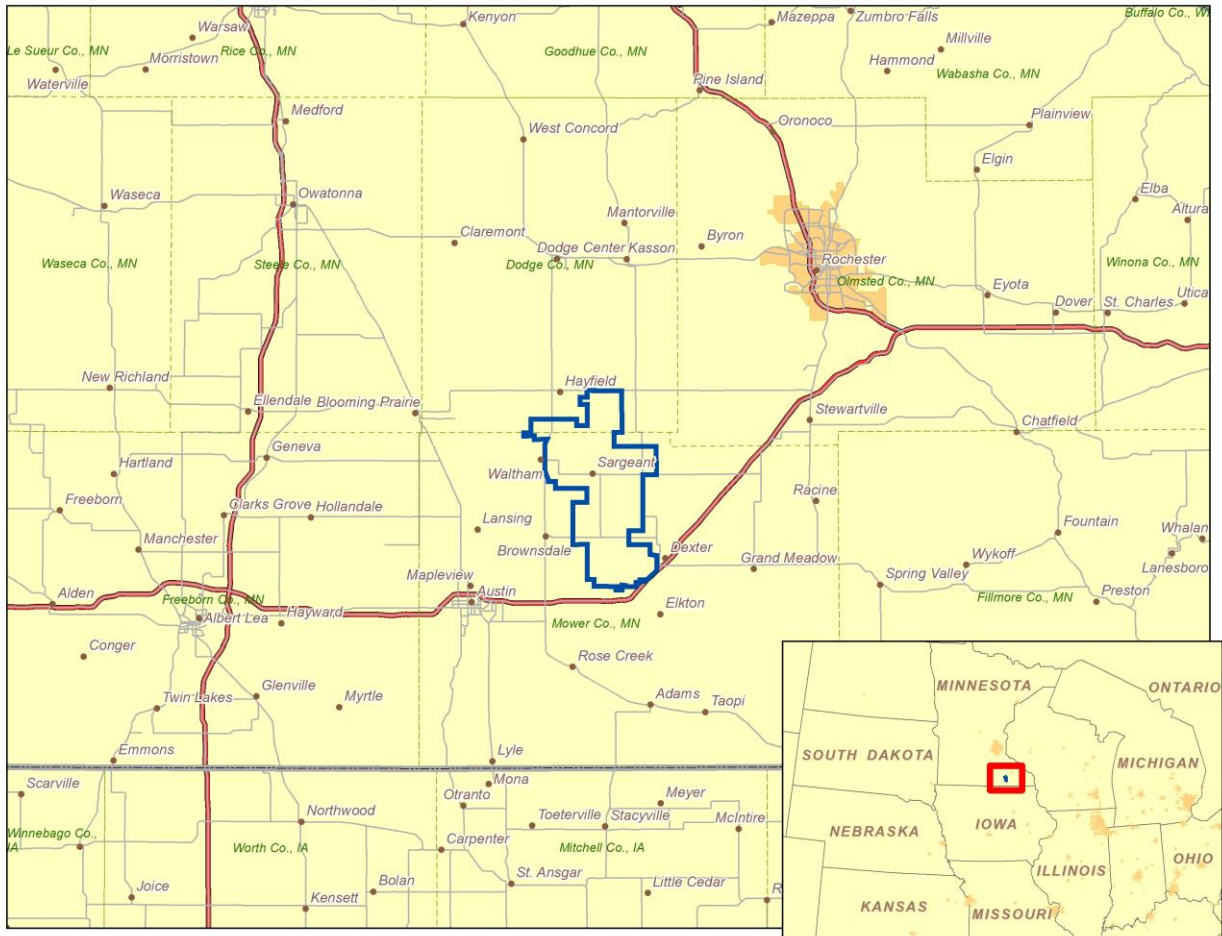 Warsaw
Kenyon
Mazeppa
Zumbro Falls
Buffalo Co., WI
Le Sueur Co., MN
Rice Co., MN
Goodhue Co., MN
Millville
Morristown
Hammond
Wabasha Co., MN
Waterville
Pine Island
Medford
West Concord
Oronoco
Plainview
Elgin
Waseca
Owatonna
Elba
Altura
Mantorville
Claremont
Dodge Center
Kasson
Byron
Waseca Co., MN
Steele Co., MN
Dodge Co., MN
Rochester
Olmsted Co., MN
Winona Co., MN
Eyota
Dover
St. Charles
Utica
New Richland
Hayfield
Ellendale
Blooming Prairie
Stewartville
Chatfield
Geneva
Hartland
Waltham
Sargeant
Freeborn
Clarks Grove
Hollandale
Racine
Lansing
Fountain
Whalan
Manchester
Brownsdale
Dexter
Grand Meadow
Wykoff
Lanesboro
Mapleview
Spring Valley
Alden
Freeborn Co., MN
Austin
Fillmore Co., MN
Preston
Albert Lea
Hayward
Elkton
Mower Co., MN
Conger
Rose Creek
Glenville
Twin Lakes
Myrtle
Adams
Taopi
Emmons
Lyle
Scarville
Mona
Northwood
Otranto
Meyer
Toeterville
Stacyville
McIntire
Winnebago Co., IA
Worth Co., IA
Carpenter
Mitchell Co., IA
Joice
Bolan
St. Ansgar
Little Cedar
Kensett
R
MINNESOTA
ONTARIO
SOUTH DAKOTA
MICHIGAN
NEBRASKA
IOWA
ILLINOIS
OHIO
KANSAS
MISSOURI